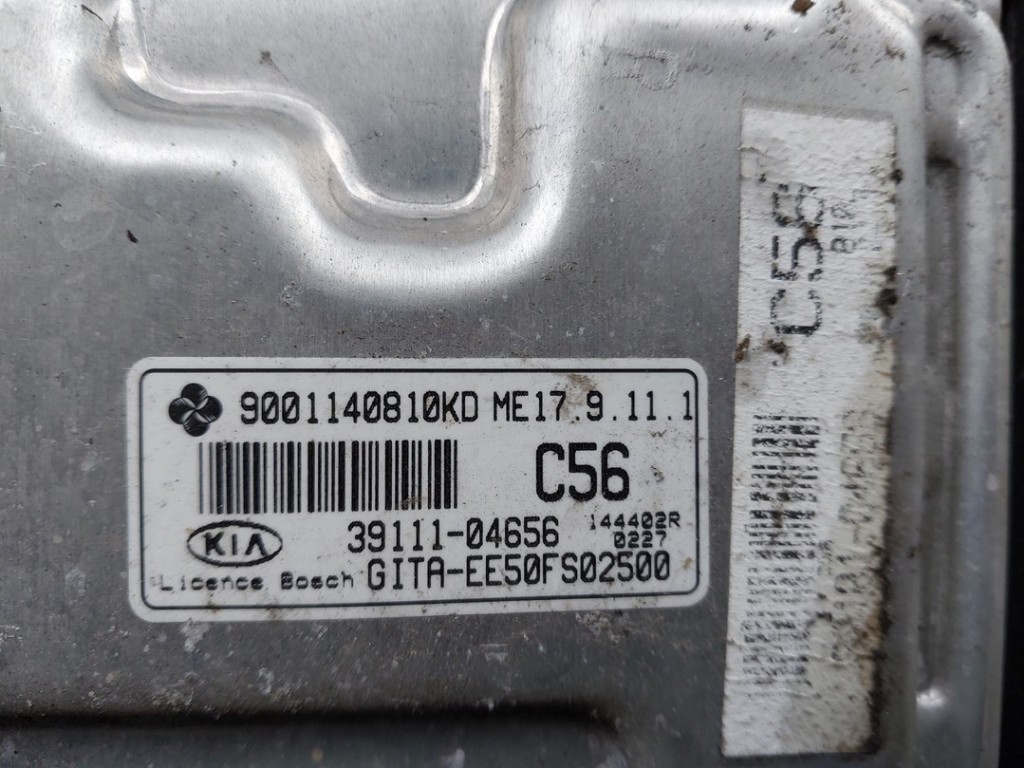 9001140810KD ME17.9.11.1
C56
KIA 39111-04656 144402R
0227
Licence Bosch GITA-EE50FS02500
C56